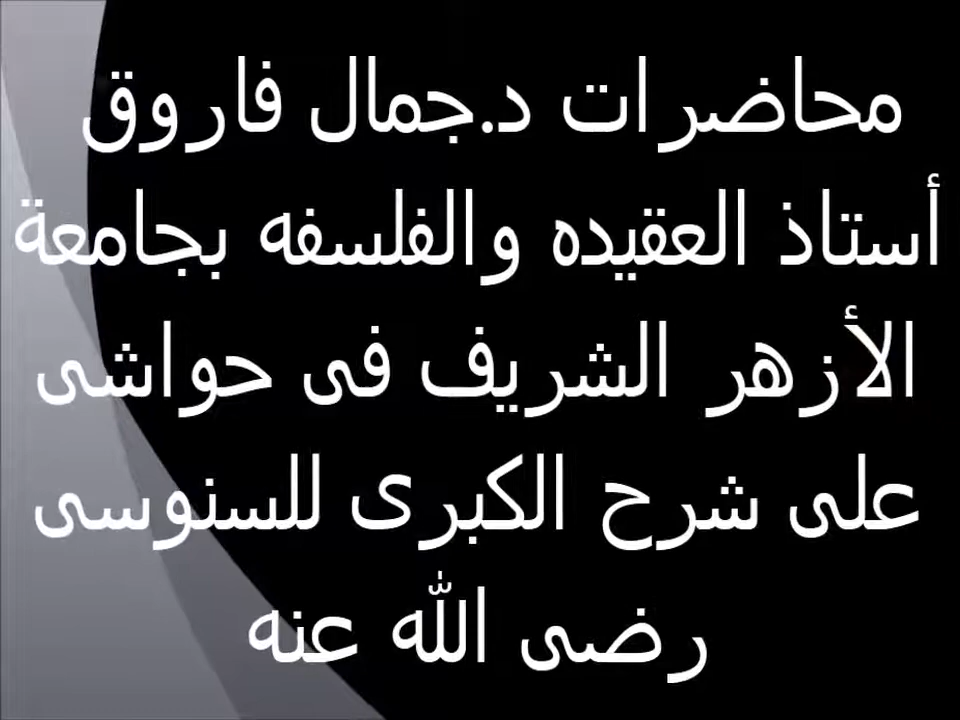 محاضرات د.جمال فاروق
أستاذ العقيده والفلسفه بجامعة
الأزهر الشريف فى حواشى
على شرح الكبرى للسنوسى
رضى الله عنه